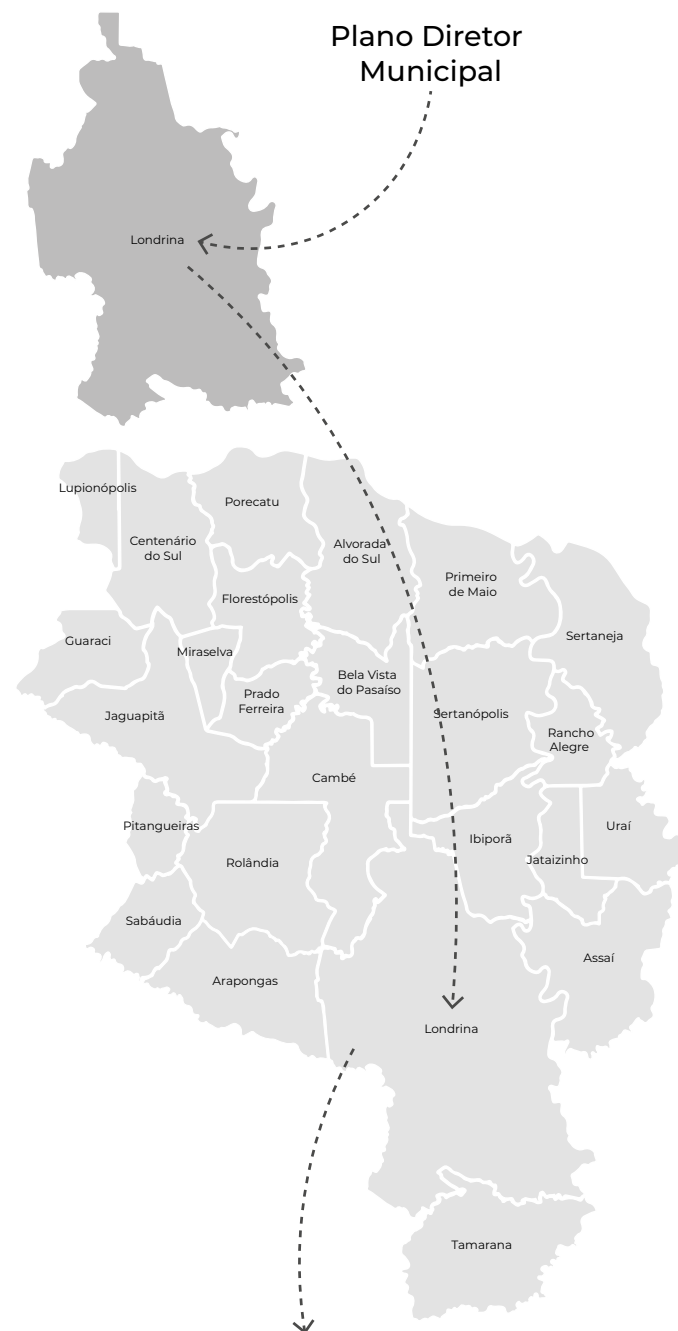 Plano Diretor
Municipal
Londrina
Lupionópolis
Porecatu
Centenário
do Sul
Alvorada
do Sul
Primeiro
de Maio
Florestópolis
Sertaneja
Guaraci
Miraselva
Bela Vista
do Pasaíso
Prado
Ferreira
Jaguapitã
Sertanópolis
Rancho
Alegre
Cambé
Pitangueiras
Uraí
Ibiporã
Rolândia
Jataizinho
Sabáudia
Assaí
Arapongas
Londrina
Tamarana